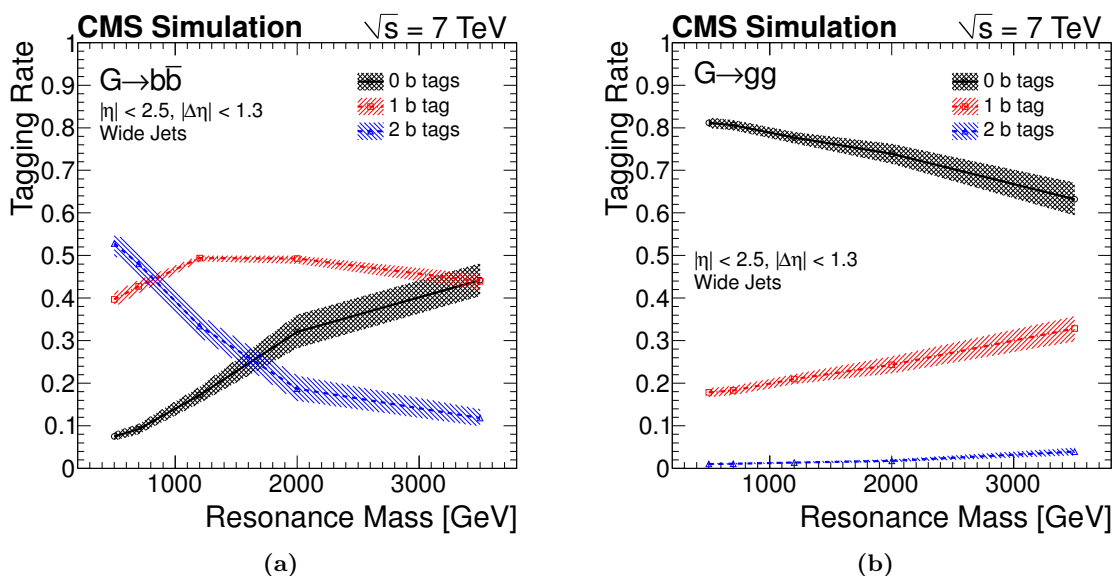 CMS Simulation √s = 7 TeV
G→bb̄
|η| < 2.5, |Δη| < 1.3
Wide Jets
0 b tags
1 b tag
2 b tags
Tagging Rate
1
0.9
0.8
0.7
0.6
0.5
0.4
0.3
0.2
0.1
0
1000 2000 3000
Resonance Mass [GeV]
(a)
CMS Simulation √s = 7 TeV
G→gg
0 b tags
1 b tag
2 b tags
|η| < 2.5, |Δη| < 1.3
Wide Jets
Tagging Rate
1
0.9
0.8
0.7
0.6
0.5
0.4
0.3
0.2
0.1
0
1000 2000 3000
Resonance Mass [GeV]
(b)